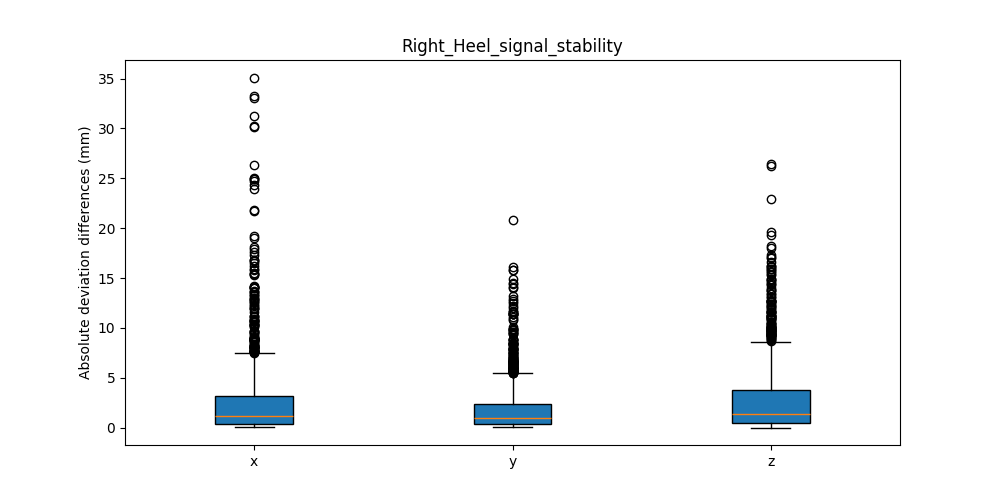 Right_Heel_signal_stability
Absolute deviation differences (mm)
35
30
25
20
15
10
5
0
x
y
z